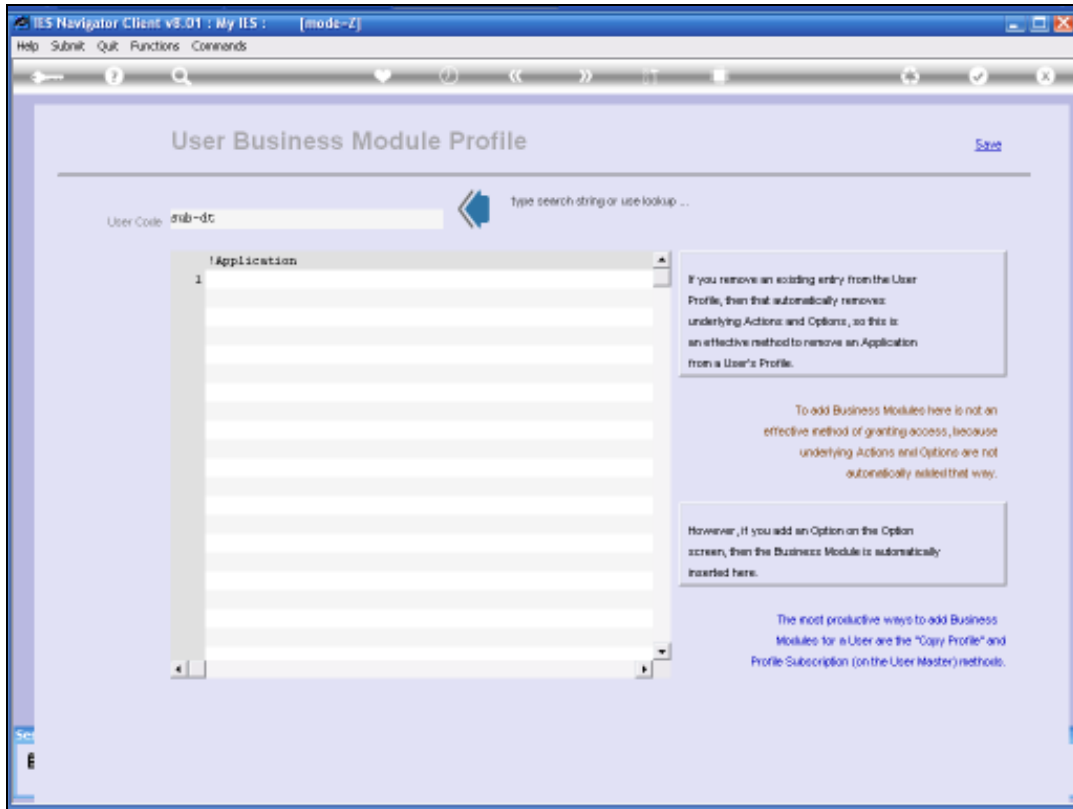 IES Navigator Client v8.01 : My IES : [mode-Z]
Help Submit Quit Functions Commands
User Business Module Profile
Save
type search string or use lookup ...
User Code sub-dt
!Application
1
If you remove an existing entry from the User
Profile, then that automatically removes
underlying Actions and Options, so this is
an effective method to remove an Application
from a User's Profile.
To add Business Modules here is not an
effective method of granting access, because
underlying Actions and Options are not
automatically added that way.
However, if you add an Option on the Option
screen, then the Business Module is automatically
inserted here.
The most productive ways to add Business
Modules for a User are the "Copy Profile" and
Profile Subscription (on the User Master) methods.